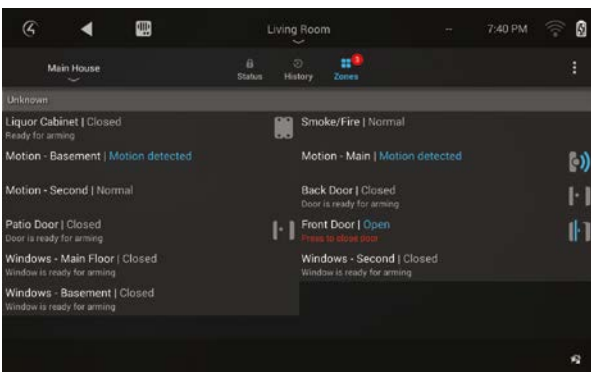 Living Room
--
7:40 PM
Main House
Status
History
Zones
3
Unknown
Liquor Cabinet | Closed
Ready for arming
Smoke/Fire | Normal
Motion - Basement | Motion detected
Motion - Main | Motion detected
Motion - Second | Normal
Back Door | Closed
Door is ready for arming
Patio Door | Closed
Door is ready for arming
Front Door | Open
Press to close door
Windows - Main Floor | Closed
Window is ready for arming
Windows - Second | Closed
Window is ready for arming
Windows - Basement | Closed
Window is ready for arming